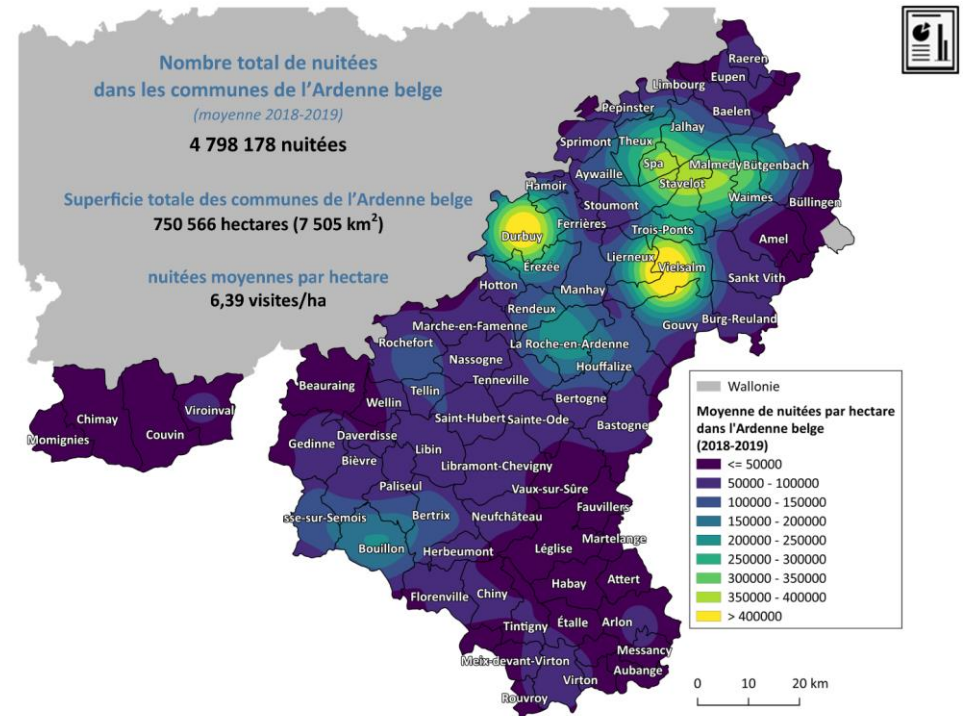 Nombre total de nuitées
dans les communes de l'Ardenne belge
(moyenne 2018-2019)
4 798 178 nuitées
Superficie totale des communes de l'Ardenne belge
750 566 hectares (7 505 km²)
nuitées moyennes par hectare
6,39 visites/ha
Raeren
Eupen
Limbourg
Baelen
Pepinster
Jalhay
Sprimont
Theux
Spa
Malmedy
Bütgenbach
Aywaille
Stavelot
Hamoir
Stoumont
Waimes
Büllingen
Ferrières
Durbuy
Trois-Ponts
Amel
Lierneux
Vielsalm
Érezée
Sankt Vith
Hotton
Manhay
Rendeux
Gouvy
Burg-Reuland
Marche-en-Famenne
Rochefort
La Roche-en-Ardenne
Nassogne
Houffalize
Tenneville
Beauraing
Tellin
Wellin
Bertogne
Viroinval
Chimay
Saint-Hubert
Sainte-Ode
Bastogne
Momignies
Couvin
Gedinne
Daverdisse
Bièvre
Libin
Libramont-Chevigny
Paliseul
Vaux-sur-Sûre
Fauvillers
sse-sur-Semois
Bertrix
Neufchâteau
Martelange
Bouillon
Herbeumont
Léglise
Habay
Attert
Florenville
Chiny
Tintigny
Étalle
Arlon
Messancy
Meix-devant-Virton
Aubange
Virton
Rouvroy
Wallonie
Moyenne de nuitées par hectare
dans l'Ardenne belge
(2018-2019)
<= 50000
50000 - 100000
100000 - 150000
150000 - 200000
200000 - 250000
250000 - 300000
300000 - 350000
350000 - 400000
> 400000
0 10 20 km